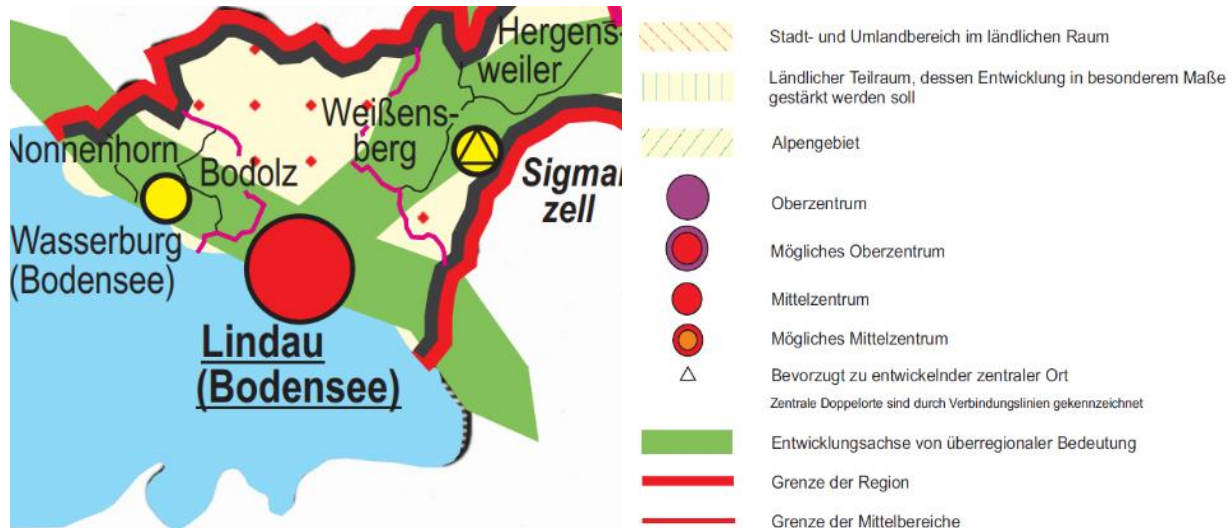 Hergens-
weiler
Weißens-
berg
Nonnenhorn
Bodolz
Sigmar
zell
Wasserburg
(Bodensee)
Lindau
(Bodensee)
Stadt- und Umlandbereich im ländlichen Raum
Ländlicher Teilraum, dessen Entwicklung in besonderem Maße
gestärkt werden soll
Alpengebiet
Oberzentrum
Mögliches Oberzentrum
Mittelzentrum
Mögliches Mittelzentrum
Bevorzugt zu entwickelnder zentraler Ort
Zentrale Doppelorte sind durch Verbindungslinien gekennzeichnet
Entwicklungsachse von überregionaler Bedeutung
Grenze der Region
Grenze der Mittelbereiche